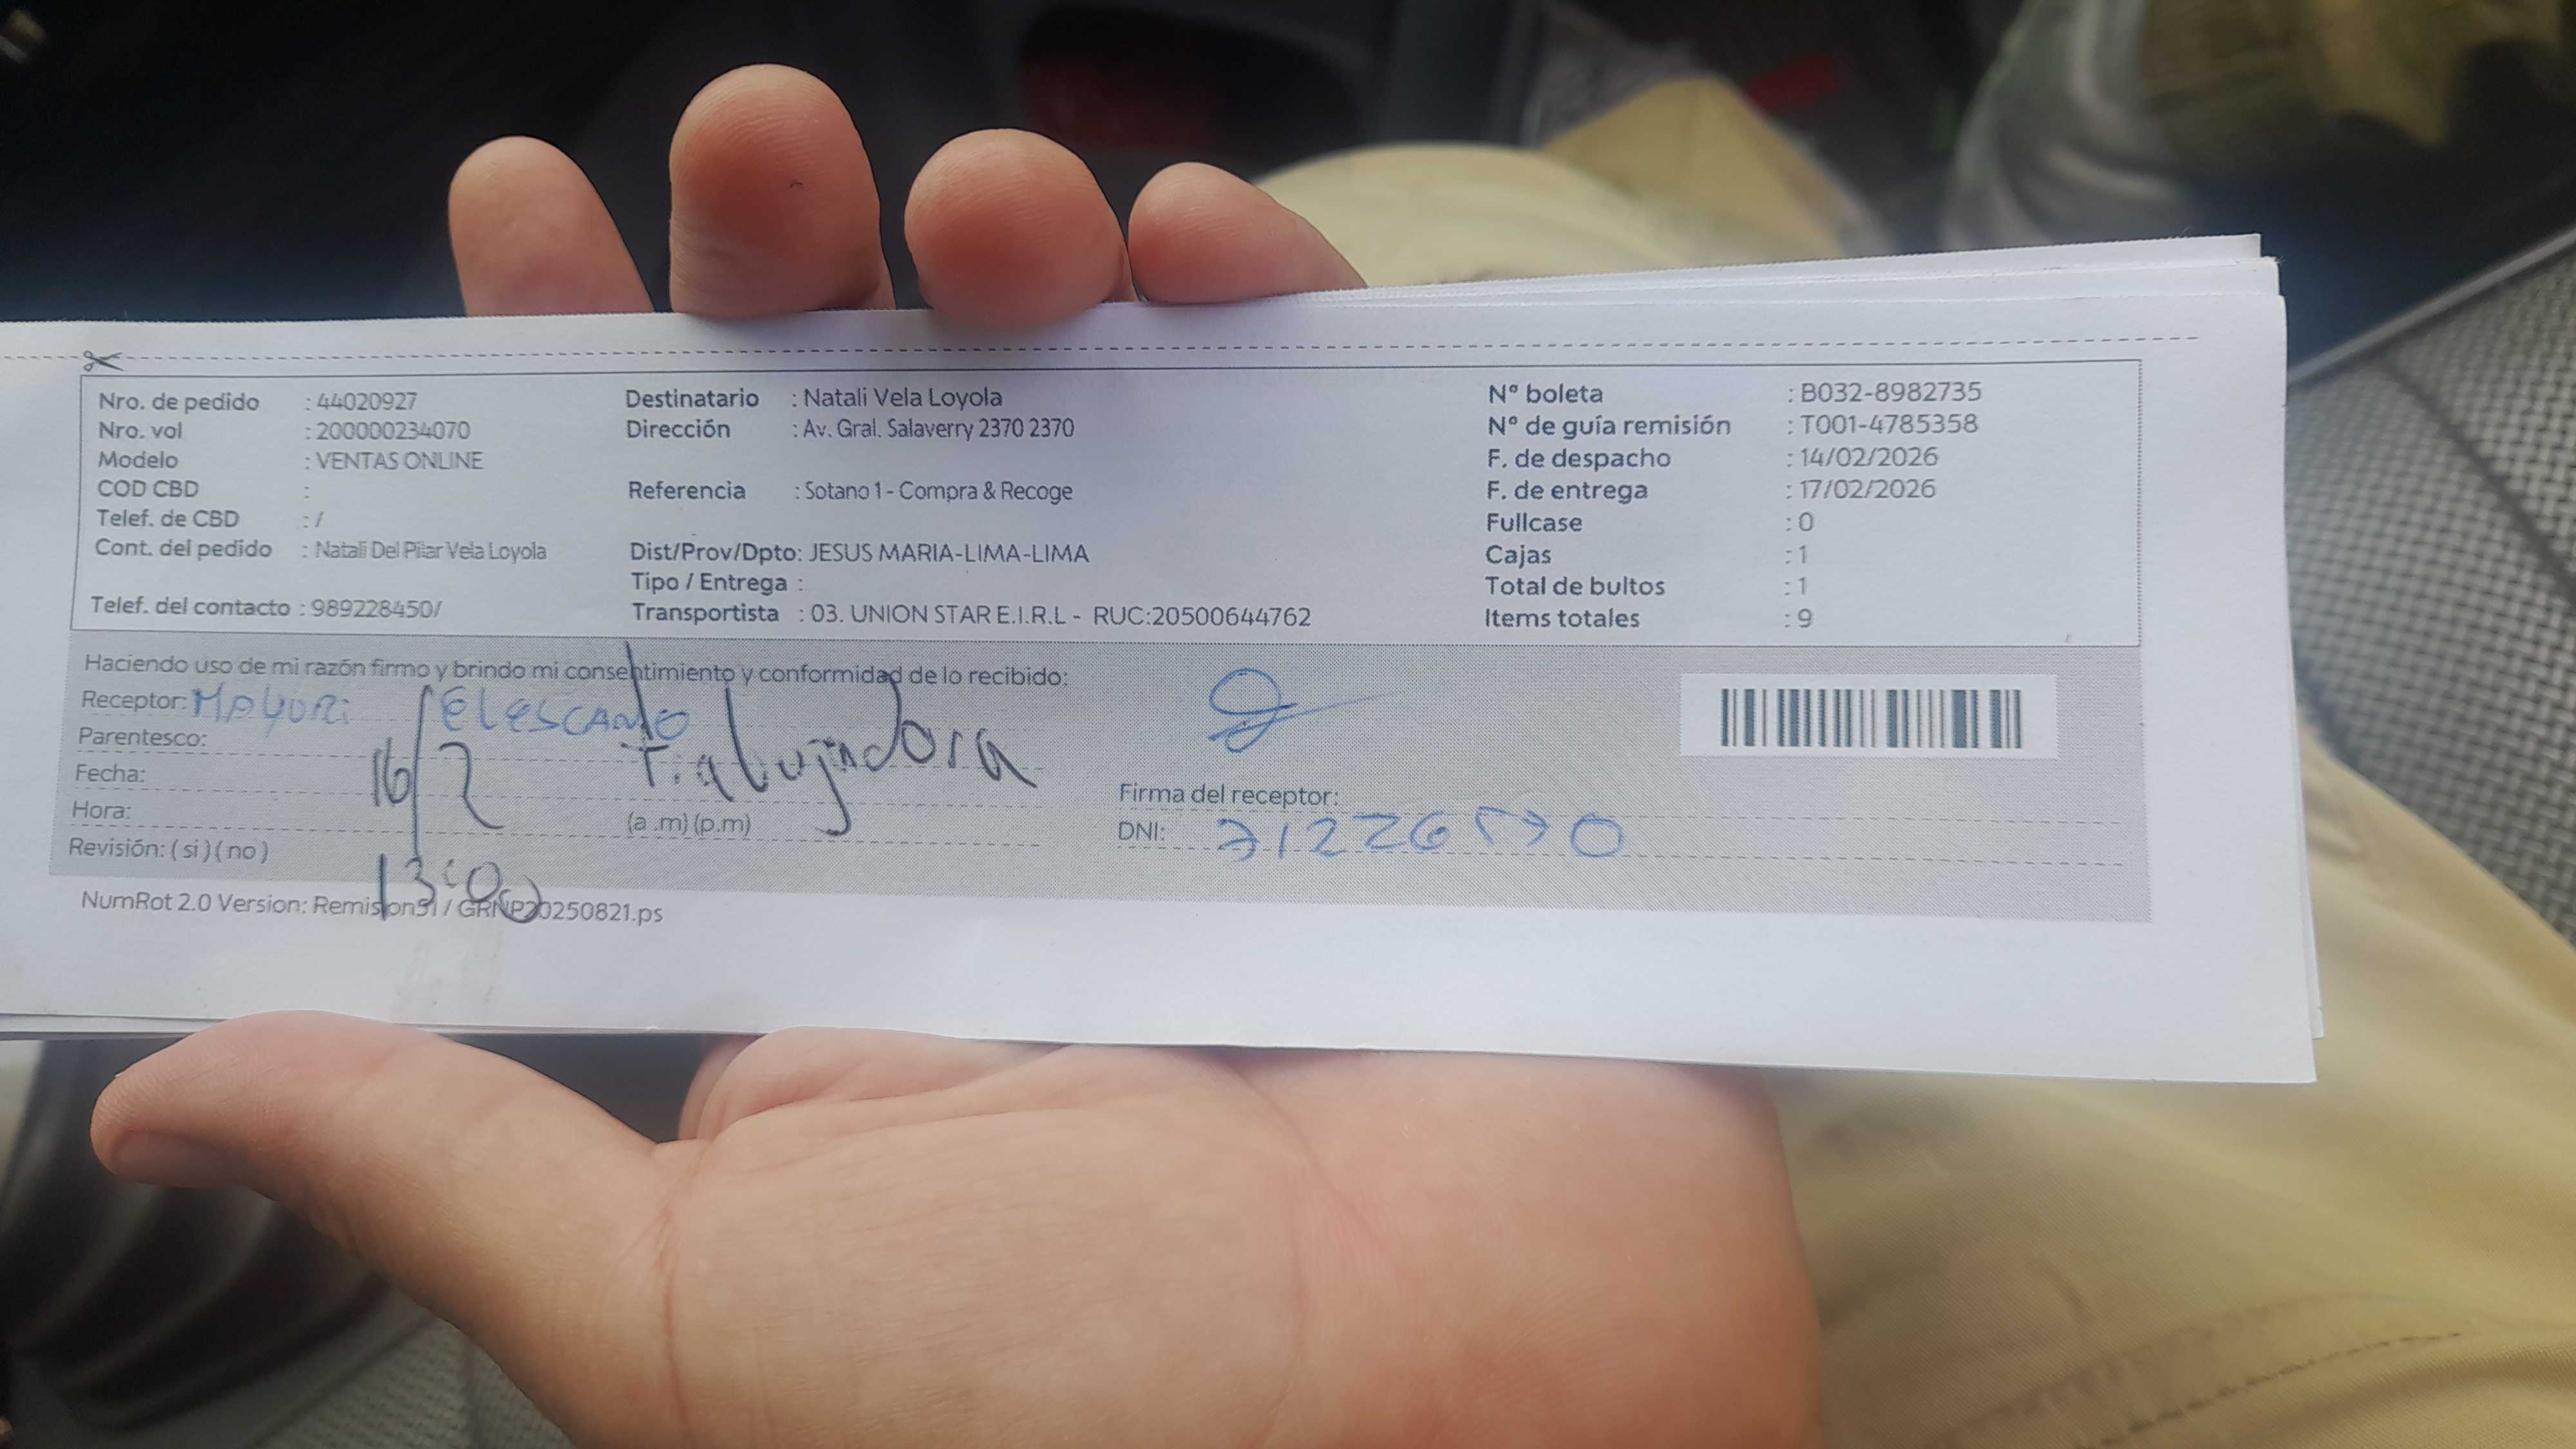 Nro. de pedido : 44020927
Nro. vol : 200000234070
Modelo : VENTAS ONLINE
COD CBD :
Telef. de CBD : /
Cont. del pedido : Natali Del Pilar Vela Loyola
Telef. del contacto : 989228450/
Destinatario : Natali Vela Loyola
Dirección : Av. Gral. Salaverry 2370 2370
Referencia : Sotano 1 - Compra & Recoge
Dist/Prov/Dpto: JESUS MARIA-LIMA-LIMA
Tipo / Entrega :
Transportista : 03. UNION STAR E.I.R.L - RUC:20500644762
Nº boleta : B032-8982735
Nº de guía remisión : T001-4785358
F. de despacho : 14/02/2026
F. de entrega : 17/02/2026
Fullcase : 0
Cajas : 1
Total de bultos : 1
Items totales : 9
Haciendo uso de mi razón firmo y brindo mi consentimiento y conformidad de lo recibido:
Receptor: MAYURI
Parentesco: Trabajadora
Fecha: 16/2
Hora: 13:00 (a .m) (p.m)
Revisión: ( si ) ( no )
Firma del receptor:
DNI:
NumRot 2.0 Version: Remision51 / GRNP20250821.ps